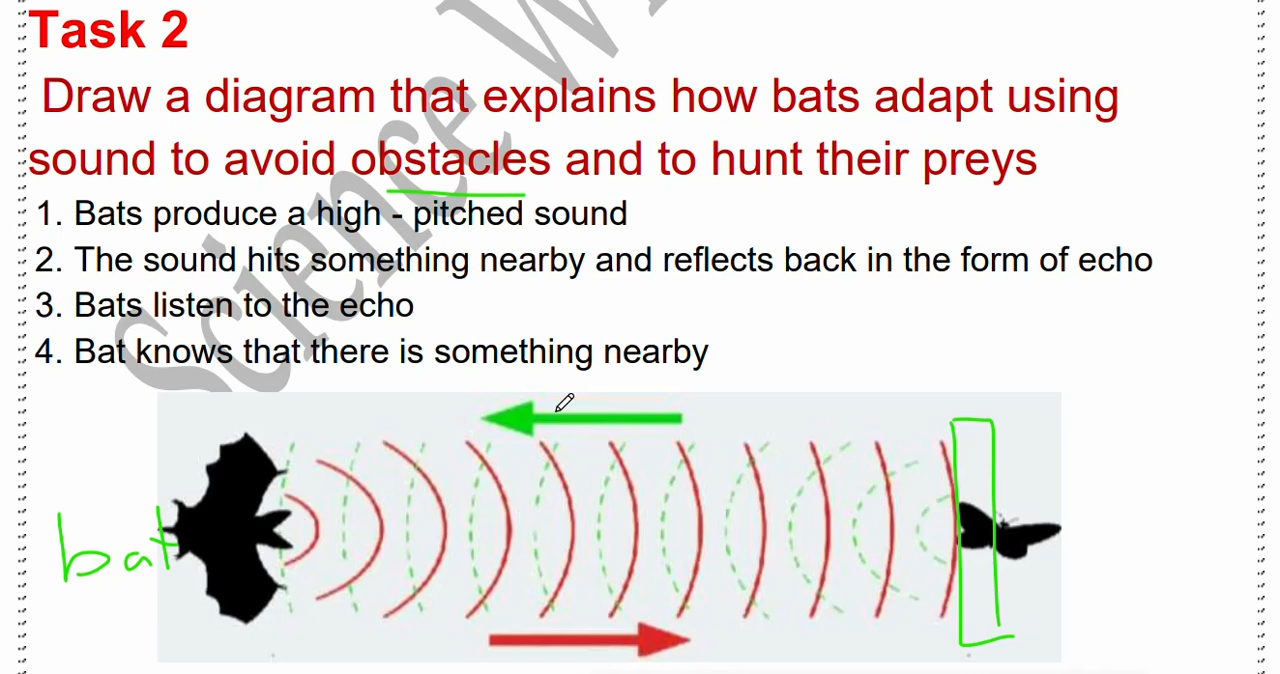 Task 2
Draw a diagram that explains how bats adapt using
sound to avoid obstacles and to hunt their preys
1. Bats produce a high - pitched sound
2. The sound hits something nearby and reflects back in the form of echo
3. Bats listen to the echo
4. Bat knows that there is something nearby
Science W
bat